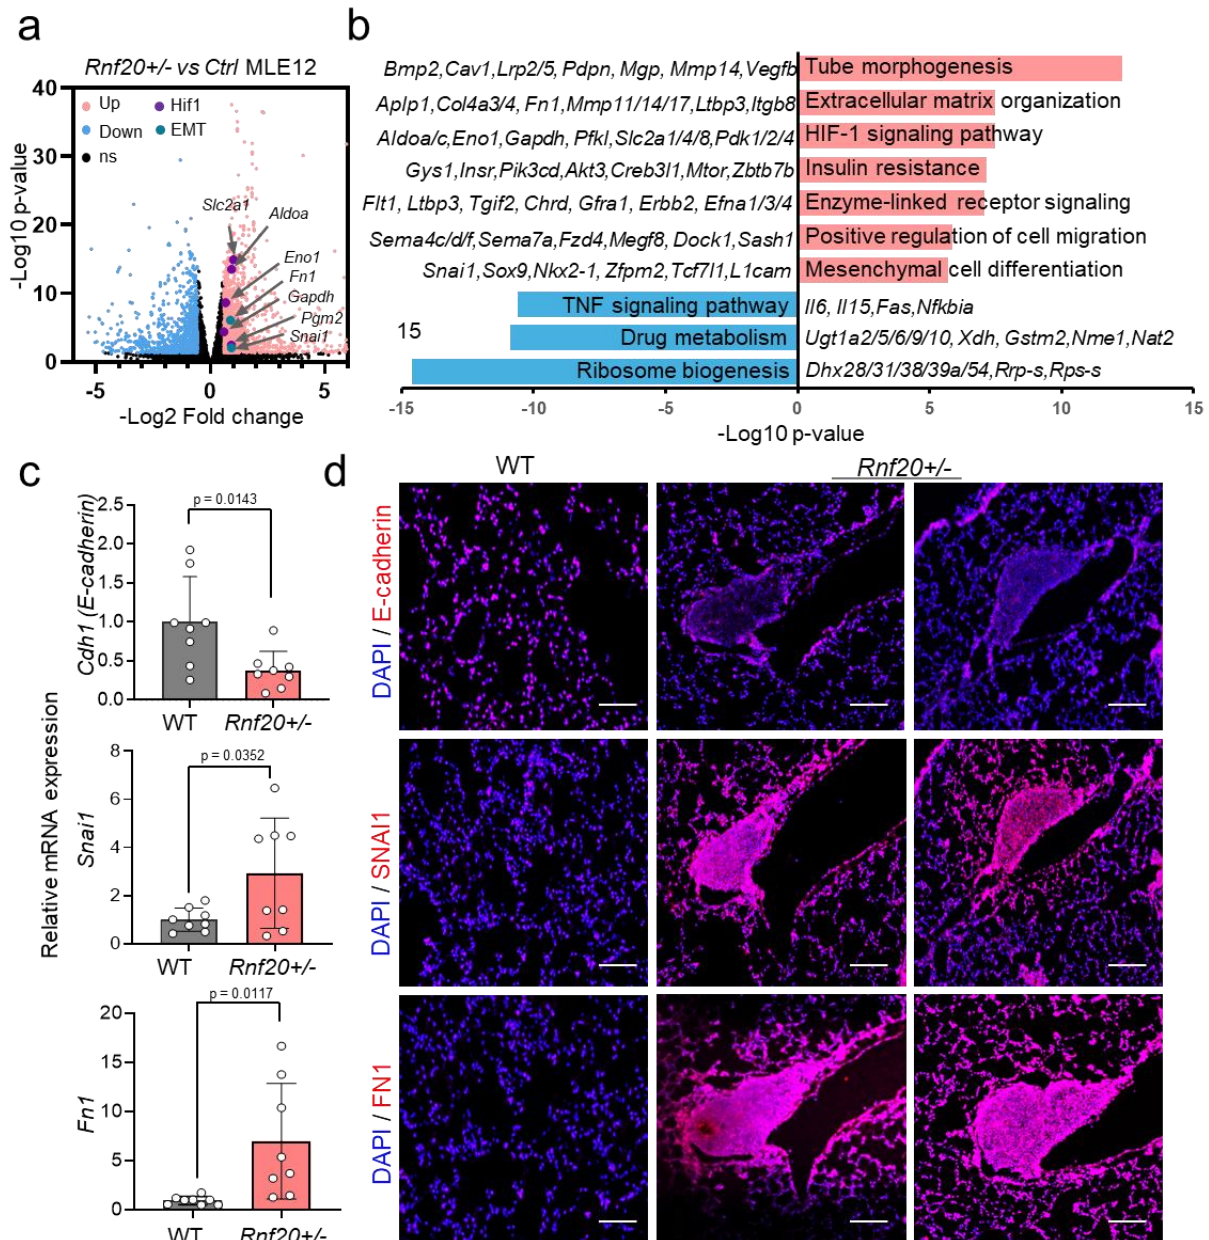 a
Rnf20+/- vs Ctrl MLE12
-Log10 p-value
40
30
20
10
0
Up
Down
ns
Hif1
EMT
Slc2a1
Aldoa
Eno1
Fn1
Gapdh
Pgm2
Snai1
-5
0
5
-Log2 Fold change
b
Bmp2,Cav1,Lrp2/5, Pdpn, Mgp, Mmp14,Vegfb Tube morphogenesis
Aplp1,Col4a3/4, Fn1,Mmp11/14/17,Ltbp3,Itgb8 Extracellular matrix organization
Aldoa/c,Eno1,Gapdh, Pfkl,Slc2a1/4/8,Pdk1/2/4 HIF-1 signaling pathway
Gys1,Insr,Pik3cd,Akt3,Creb3l1,Mtor,Zbtb7b Insulin resistance
Flt1, Ltbp3, Tgif2, Chrd, Gfra1, Erbb2, Efna1/3/4 Enzyme-linked receptor signaling
Sema4c/d/f,Sema7a,Fzd4,Megf8, Dock1,Sash1 Positive regulation of cell migration
Snai1,Sox9,Nkx2-1, Zfpm2,Tcf7l1,L1cam Mesenchymal cell differentiation
TNF signaling pathway Il6, Il15,Fas,Nfkbia
15
Drug metabolism Ugt1a2/5/6/9/10, Xdh, Gstm2,Nme1,Nat2
Ribosome biogenesis Dhx28/31/38/39a/54,Rrp-s,Rps-s
-15 -10 -5 0 5 10 15
-Log10 p-value
c
Relative mRNA expression
Cdh1 (E-cadherin)
2.5
2.0
1.5
1.0
0.5
0.0
p = 0.0143
WT Rnf20+/-
Snai1
8
6
4
2
0
p = 0.0352
WT Rnf20+/-
Fn1
20
15
10
5
0
p = 0.0117
WT Rnf20+/-
d
WT Rnf20+/-
DAPI / E-cadherin
DAPI / SNAI1
DAPI / FN1